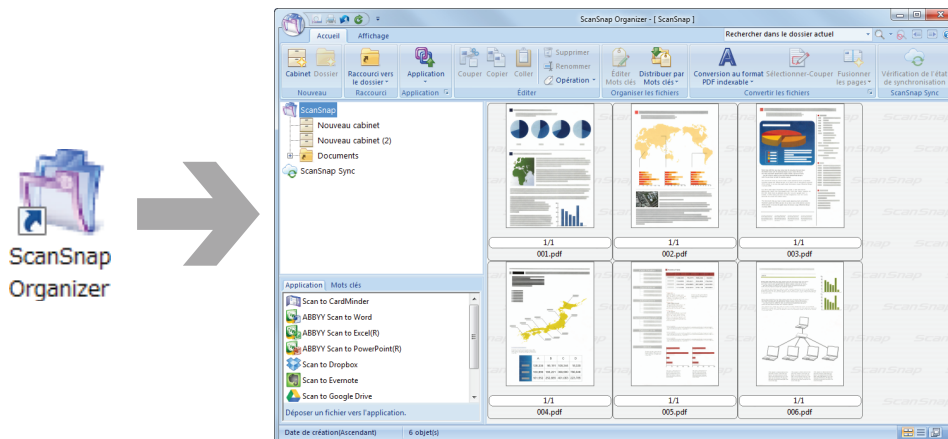 ScanSnap
Organizer
ScanSnap Organizer - [ ScanSnap ]
Accueil Affichage
Rechercher dans le dossier actuel
Cabinet Dossier
Nouveau
Raccourci vers
le dossier
Raccourci
Application
Application
Couper Copier Coller
Supprimer
Renommer
Opération
Éditer
Éditer
Mots clés
Distribuer par
Mots clés
Organiser les fichiers
Conversion au format
PDF indexable
Sélectionner-Couper
Fusionner
les pages
Convertir les fichiers
Vérification de l'état
de synchronisation
ScanSnap Sync
ScanSnap
Nouveau cabinet
Nouveau cabinet (2)
Documents
ScanSnap Sync
1/1
001.pdf
1/1
002.pdf
1/1
003.pdf
1/1
004.pdf
1/1
005.pdf
1/1
006.pdf
Application Mots clés
Scan to CardMinder
ABBYY Scan to Word
ABBYY Scan to Excel(R)
ABBYY Scan to PowerPoint(R)
Scan to Dropbox
Scan to Evernote
Scan to Google Drive
Déposer un fichier vers l'application.
Date de création(Ascendant) 6 objet(s)